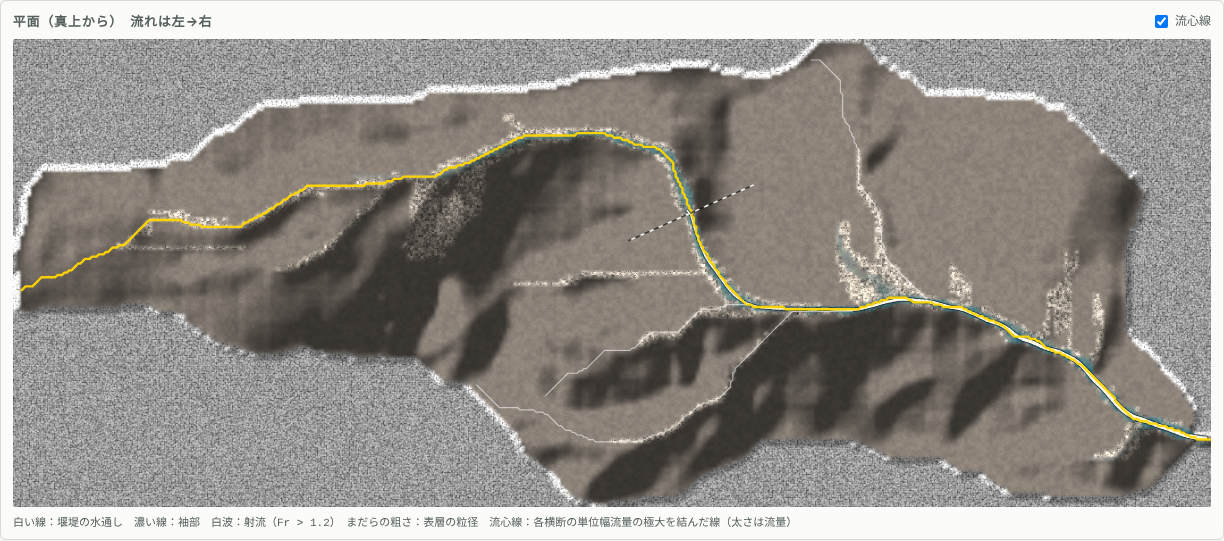 平面（真上から）　流れは左→右
流心線
白い線：堰堤の水通し　濃い線：袖部　白波：射流（Fr > 1.2）　まだらの粗さ：表層の粒径　流心線：各横断の単位幅流量の極大を結んだ線（太さは流量）